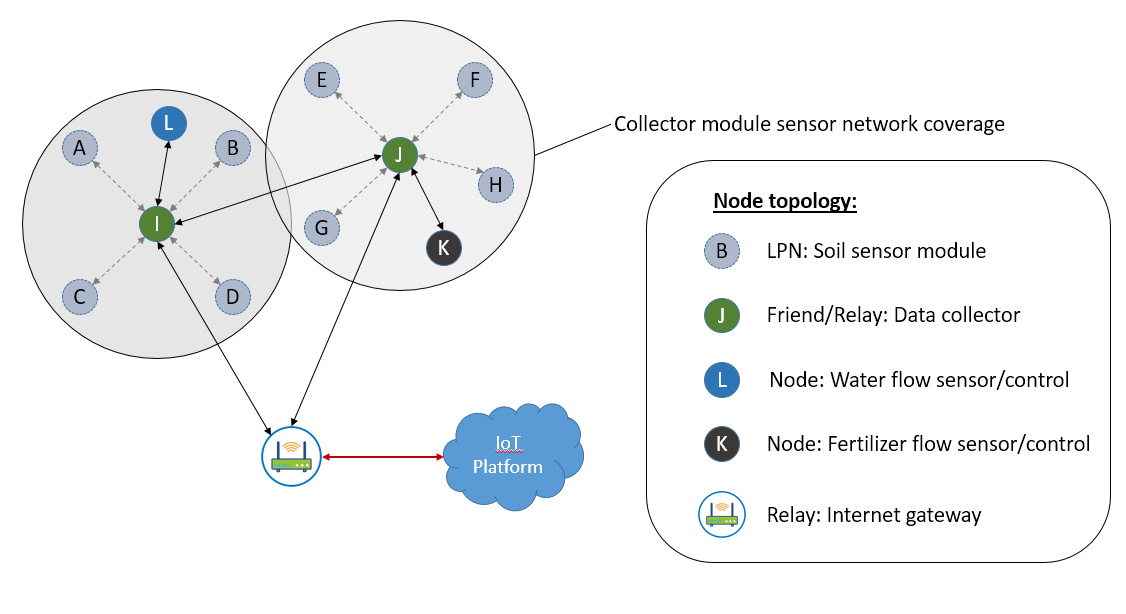 E
F
L
A
B
J
H
I
G
K
C
D
Collector module sensor network coverage
IoT
Platform
Node topology:
B LPN: Soil sensor module
J Friend/Relay: Data collector
L Node: Water flow sensor/control
K Node: Fertilizer flow sensor/control
Relay: Internet gateway